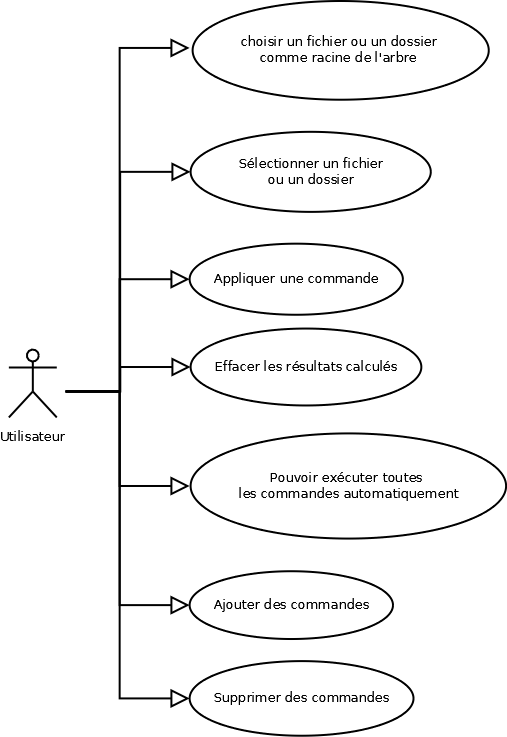 choisir un fichier ou un dossier
comme racine de l'arbre
Sélectionner un fichier
ou un dossier
Appliquer une commande
Effacer les résultats calculés
Utilisateur
Pouvoir exécuter toutes
les commandes automatiquement
Ajouter des commandes
Supprimer des commandes